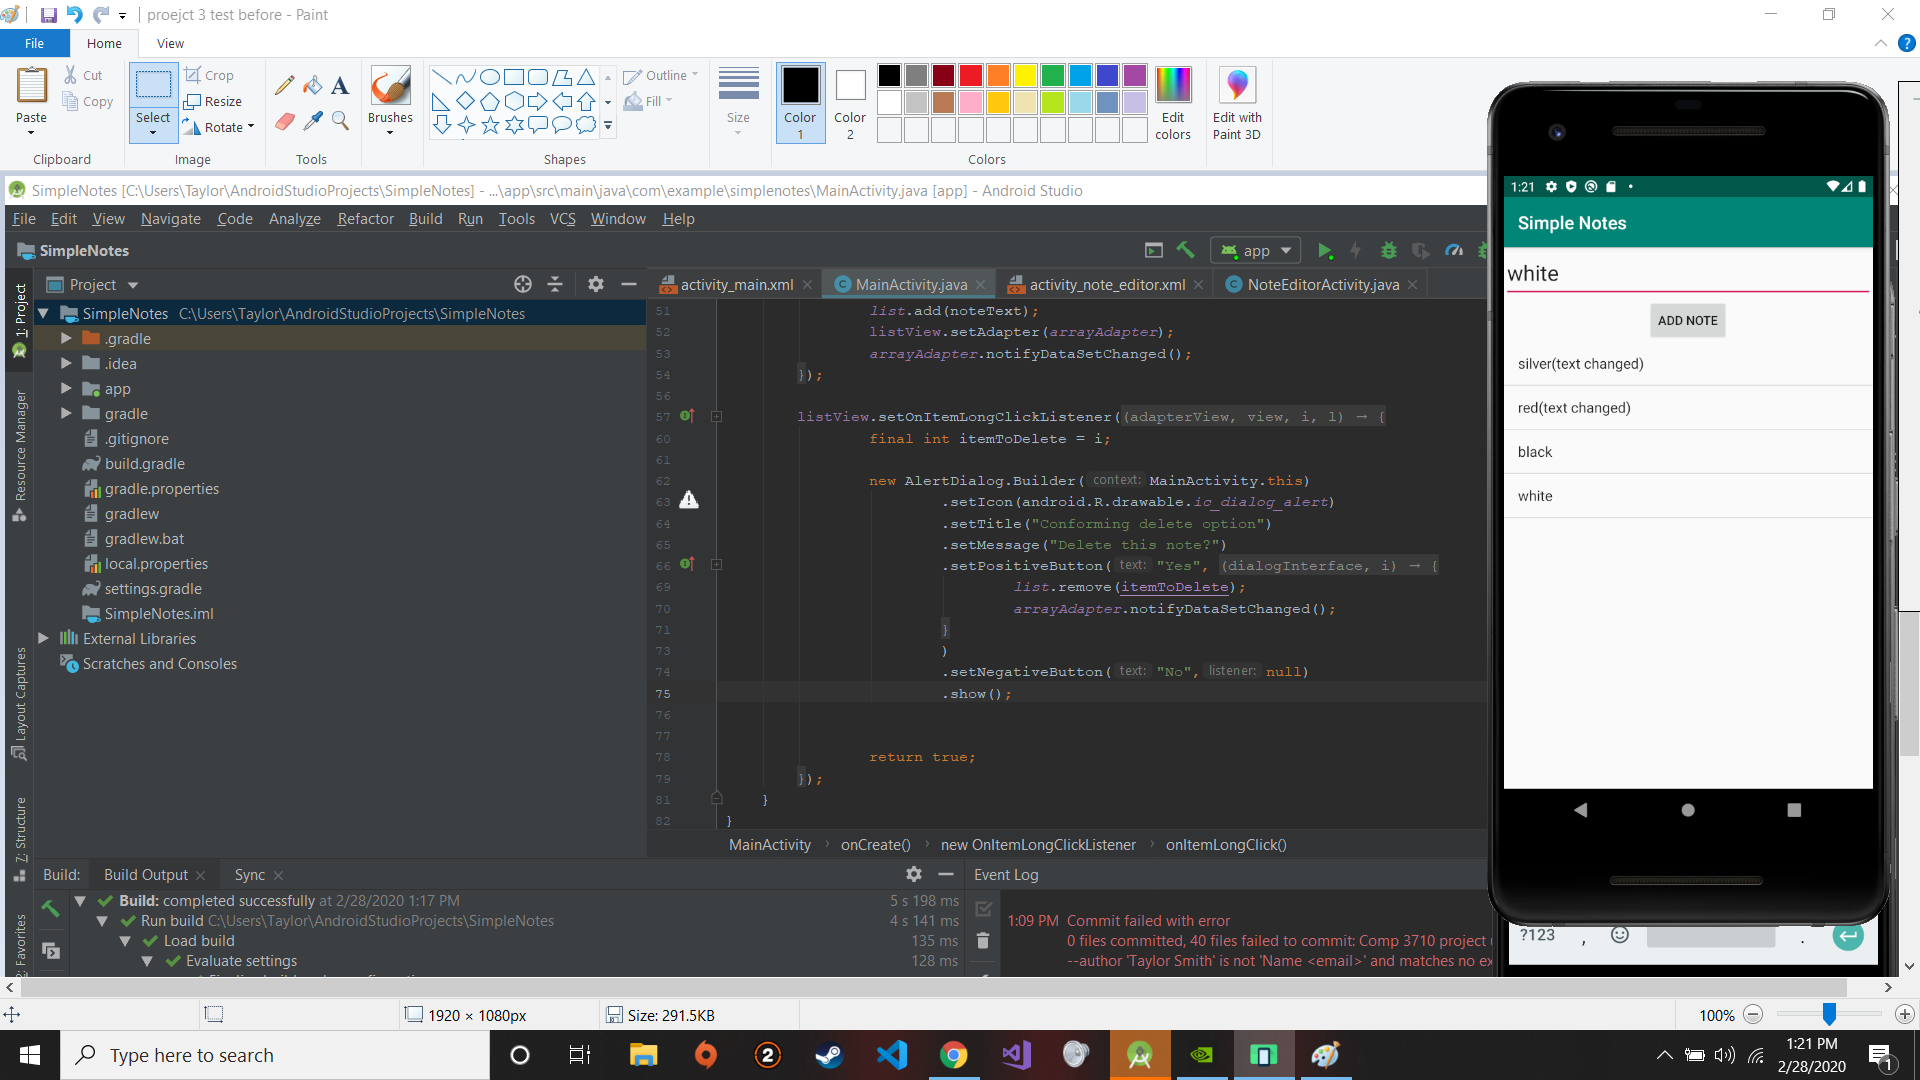 proejct 3 test before - Paint
File Home View
Paste
Cut
Copy
Clipboard
Select
Crop
Resize
Rotate
Image
Tools
Brushes
Shapes
Outline
Fill
Size
Color 1
Color 2
Colors
Edit colors
Edit with Paint 3D
SimpleNotes [C:\Users\Taylor\AndroidStudioProjects\SimpleNotes] - ...\app\src\main\java\com\example\simplenotes\MainActivity.java [app] - Android Studio
File Edit View Navigate Code Analyze Refactor Build Run Tools VCS Window Help
SimpleNotes
app
1: Project
Resource Manager
Layout Captures
7: Structure
2: Favorites
Project
SimpleNotes C:\Users\Taylor\AndroidStudioProjects\SimpleNotes
.gradle
.idea
app
gradle
.gitignore
build.gradle
gradle.properties
gradlew
gradlew.bat
local.properties
settings.gradle
SimpleNotes.iml
External Libraries
Scratches and Consoles
activity_main.xml MainActivity.java activity_note_editor.xml NoteEditorActivity.java
51 list.add(noteText);
52 listView.setAdapter(arrayAdapter);
53 arrayAdapter.notifyDataSetChanged();
54 });
56
57 listView.setOnItemLongClickListener((adapterView, view, i, l) → {
60 final int itemToDelete = i;
61
62 new AlertDialog.Builder( context: MainActivity.this)
63 .setIcon(android.R.drawable.ic_dialog_alert)
64 .setTitle("Conforming delete option")
65 .setMessage("Delete this note?")
66 .setPositiveButton( text: "Yes", (dialogInterface, i) → {
69 list.remove(itemToDelete);
70 arrayAdapter.notifyDataSetChanged();
71 }
73 )
74 .setNegativeButton( text: "No", listener: null)
75 .show();
76
77
78 return true;
79 });
81 }
82 }
MainActivity › onCreate() › new OnItemLongClickListener › onItemLongClick()
Build: Build Output Sync
Build: completed successfully at 2/28/2020 1:17 PM 5 s 198 ms
Run build C:\Users\Taylor\AndroidStudioProjects\SimpleNotes 4 s 141 ms
Load build 135 ms
Evaluate settings 128 ms
Event Log
1:09 PM Commit failed with error
0 files committed, 40 files failed to commit: Comp 3710 project
--author 'Taylor Smith' is not 'Name <email>' and matches no ex
1:21
Simple Notes
white
ADD NOTE
silver(text changed)
red(text changed)
black
white
?123 , .
1920 × 1080px
Size: 291.5KB
100%
Type here to search
2
1:21 PM
2/28/2020
1